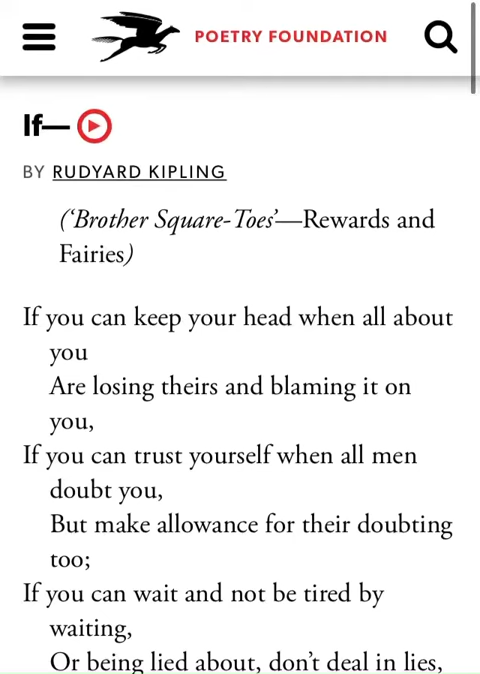 POETRY FOUNDATION
If—
BY RUDYARD KIPLING
(‘Brother Square-Toes’—Rewards and
Fairies)
If you can keep your head when all about
you
Are losing theirs and blaming it on
you,
If you can trust yourself when all men
doubt you,
But make allowance for their doubting
too;
If you can wait and not be tired by
waiting,
Or being lied about, don’t deal in lies,